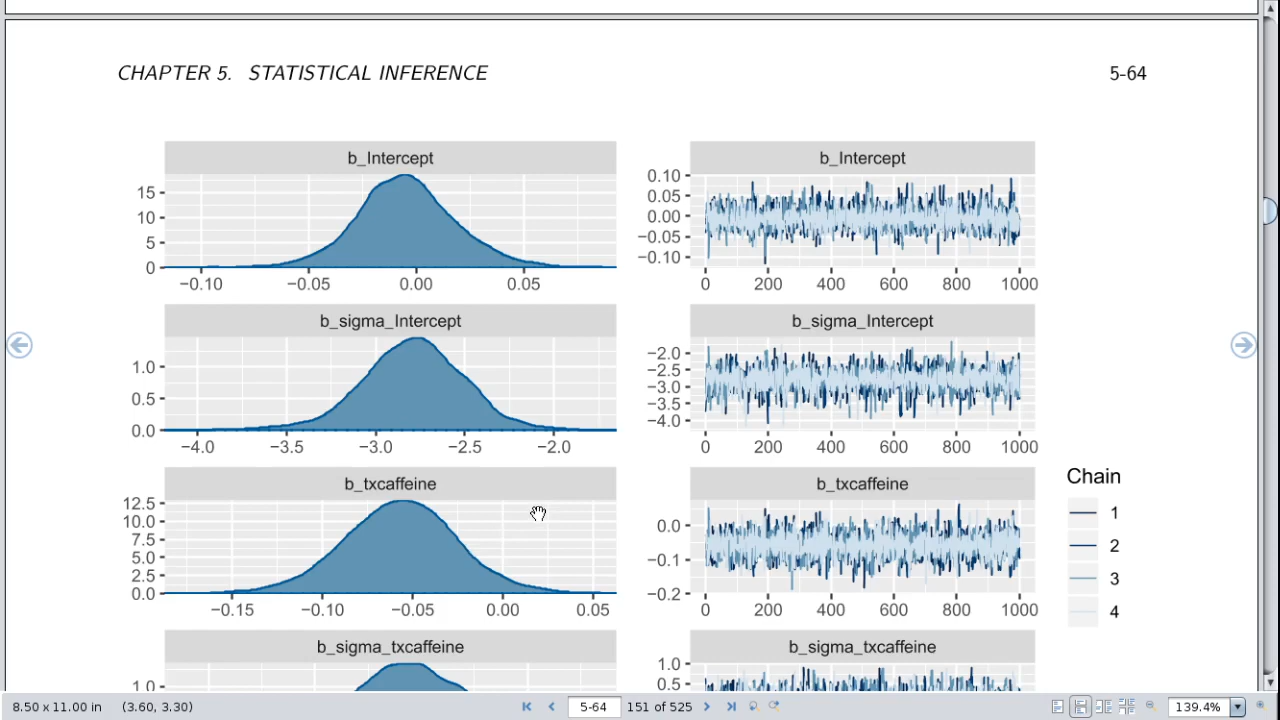 CHAPTER 5. STATISTICAL INFERENCE 5-64
b_Intercept b_Intercept
15 10 5 0
−0.10 −0.05 0.00 0.05
0.10 0.05 0.00 −0.05 −0.10
0 200 400 600 800 1000
b_sigma_Intercept b_sigma_Intercept
1.0 0.5 0.0
−4.0 −3.5 −3.0 −2.5 −2.0
−2.0 −2.5 −3.0 −3.5 −4.0
0 200 400 600 800 1000
b_txcaffeine b_txcaffeine
12.5 10.0 7.5 5.0 2.5 0.0
−0.15 −0.10 −0.05 0.00 0.05
0.0 −0.1 −0.2
0 200 400 600 800 1000
Chain
1
2
3
4
b_sigma_txcaffeine b_sigma_txcaffeine
1.0
1.0 0.5
8.50 x 11.00 in (3.60, 3.30) 5-64 151 of 525 139.4%